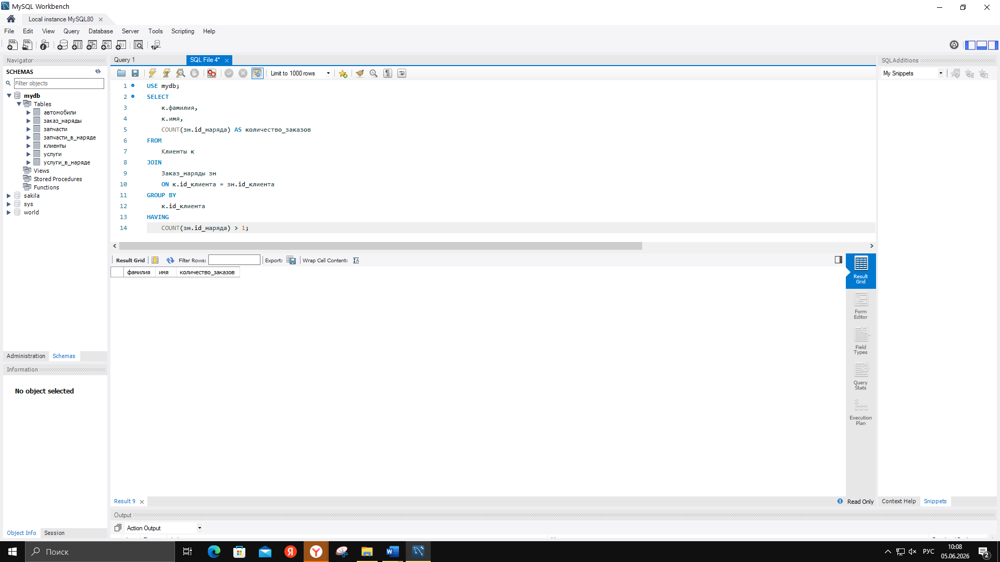 MySQL Workbench
Local instance MySQL80
File Edit View Query Database Server Tools Scripting Help
Navigator
SCHEMAS
Filter objects
mydb
Tables
автомобили
заказ_наряды
запчасти
запчасти_в_наряде
клиенты
услуги
услуги_в_наряде
Views
Stored Procedures
Functions
sakila
sys
world
Administration Schemas
Information
No object selected
Object Info Session
Query 1 SQL File 4*
Limit to 1000 rows
1 USE mydb;
2 SELECT
3 к.фамилия,
4 к.имя,
5 COUNT(зн.id_наряда) AS количество_заказов
6 FROM
7 Клиенты к
8 JOIN
9 Заказ_наряды зн
10 ON к.id_клиента = зн.id_клиента
11 GROUP BY
12 к.id_клиента
13 HAVING
14 COUNT(зн.id_наряда) > 1;
Result Grid Filter Rows: Export: Wrap Cell Content:
фамилия имя количество_заказов
Result Grid
Form Editor
Field Types
Query Stats
Execution Plan
Result 9
Read Only
Output
Action Output
SQLAdditions
My Snippets
Context Help Snippets
Поиск
РУС
10:08
05.06.2026
2